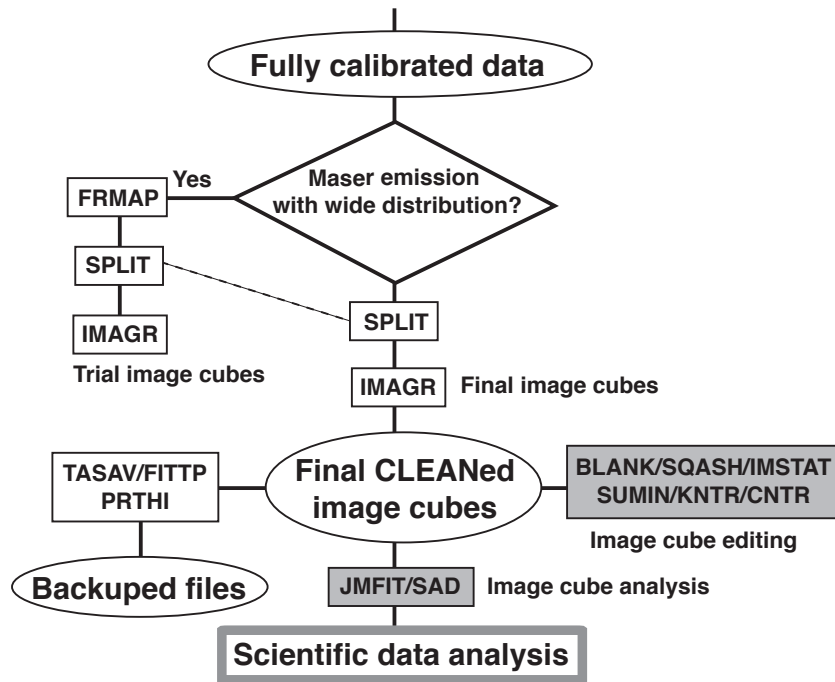 Fully calibrated data
Maser emission
with wide distribution?
Yes
FRMAP
SPLIT
IMAGR
Trial image cubes
SPLIT
IMAGR
Final image cubes
TASAV/FITTP
PRTHI
Final CLEANed
image cubes
BLANK/SQASH/IMSTAT
SUMIN/KNTR/CNTR
Image cube editing
Backuped files
JMFIT/SAD
Image cube analysis
Scientific data analysis